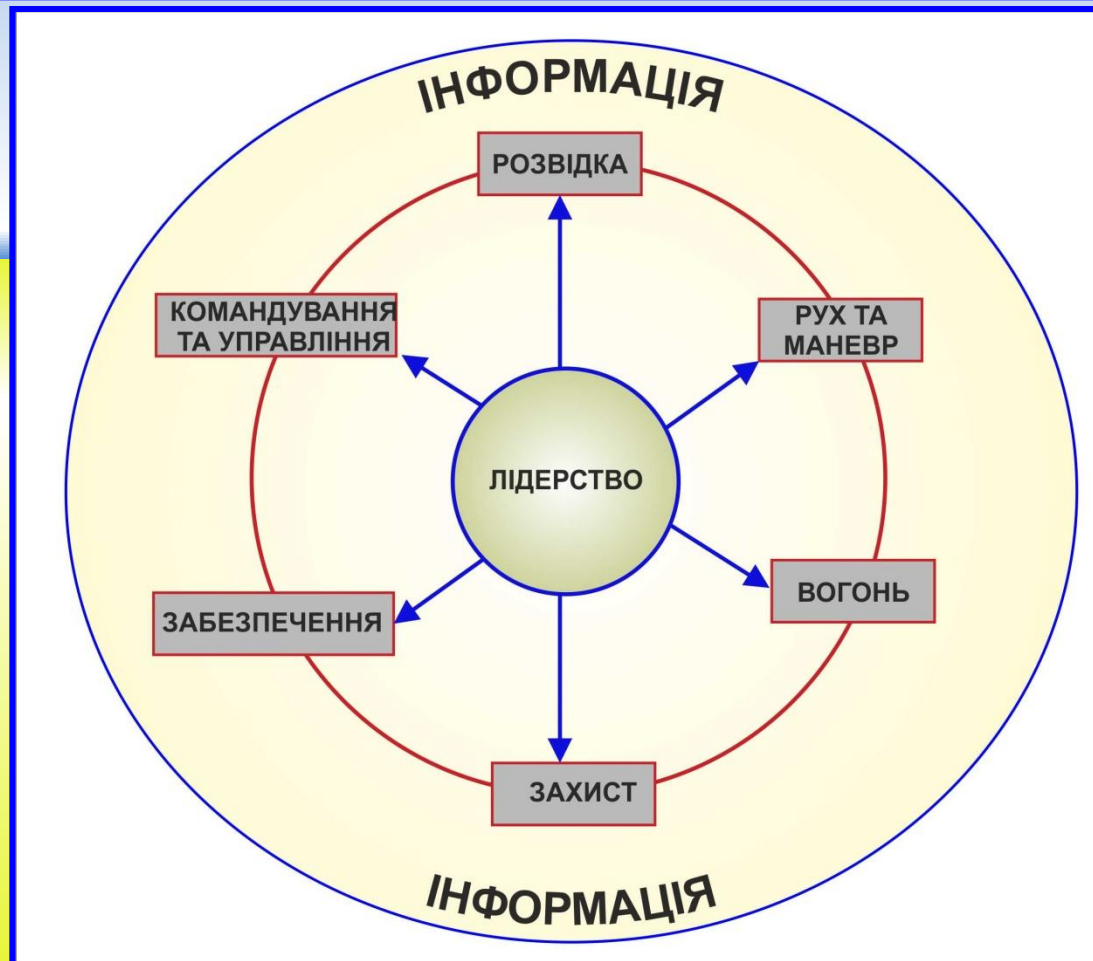 ІНФОРМАЦІЯ
РОЗВІДКА
КОМАНДУВАННЯ
ТА УПРАВЛІННЯ
РУХ ТА
МАНЕВР
ЛІДЕРСТВО
ЗАБЕЗПЕЧЕННЯ
ВОГОНЬ
ЗАХИСТ
ІНФОРМАЦІЯ